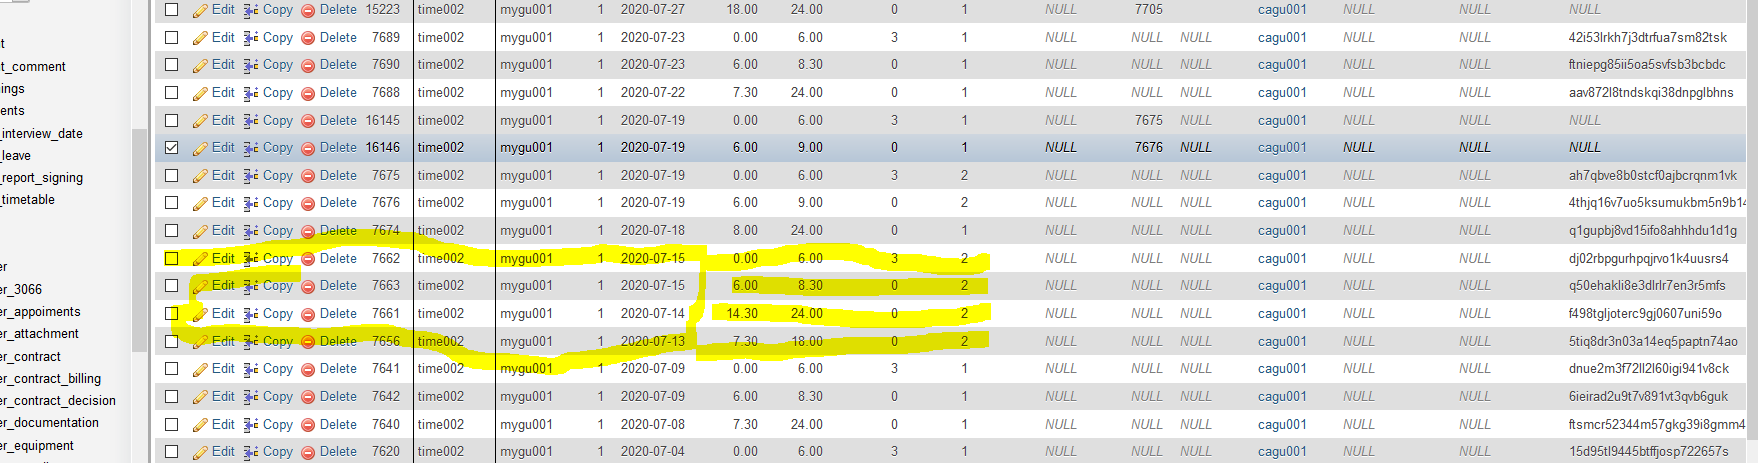 Edit Copy Delete 15223 time002 mygu001 1 2020-07-27 18.00 24.00 0 1 NULL 7705 cagu001 NULL NULL NULL
Edit Copy Delete 7689 time002 mygu001 1 2020-07-23 0.00 6.00 3 1 NULL NULL NULL cagu001 NULL NULL 42i53lrkh7j3dtrfua7sm82tsk
t
Edit Copy Delete 7690 time002 mygu001 1 2020-07-23 6.00 8.30 0 1 NULL NULL NULL cagu001 NULL NULL ftniepg85ii5oa5svfsb3bcbdc
t_comment
ings
Edit Copy Delete 7688 time002 mygu001 1 2020-07-22 7.30 24.00 0 1 NULL NULL NULL cagu001 NULL NULL aav872l8tndskqi38dnpglbhns
ents
Edit Copy Delete 16145 time002 mygu001 1 2020-07-19 0.00 6.00 3 1 NULL 7675 NULL cagu001 NULL NULL NULL
_interview_date
Edit Copy Delete 16146 time002 mygu001 1 2020-07-19 6.00 9.00 0 1 NULL 7676 NULL cagu001 NULL NULL NULL
_leave
Edit Copy Delete 7675 time002 mygu001 1 2020-07-19 0.00 6.00 3 2 NULL NULL NULL cagu001 NULL NULL ah7qbve8b0stcf0ajbcrqnm1vk
_report_signing
_timetable
Edit Copy Delete 7676 time002 mygu001 1 2020-07-19 6.00 9.00 0 2 NULL NULL NULL cagu001 NULL NULL 4thjq16v7uo5ksumukbm5n9b14
Edit Copy Delete 7674 time002 mygu001 1 2020-07-18 8.00 24.00 0 1 NULL NULL NULL cagu001 NULL NULL q1gupbj8vd15ifo8ahhhdu1d1g
Edit Copy Delete 7662 time002 mygu001 1 2020-07-15 0.00 6.00 3 2 NULL NULL NULL cagu001 NULL NULL dj02rbpgurhpqjrvo1k4uusrs4
er
Edit Copy Delete 7663 time002 mygu001 1 2020-07-15 6.00 8.30 0 2 NULL NULL NULL cagu001 NULL NULL q50ehakli8e3dlrlr7en3r5mfs
er_3066
Edit Copy Delete 7661 time002 mygu001 1 2020-07-14 14.30 24.00 0 2 NULL NULL NULL cagu001 NULL NULL f498tgljoterc9gj0607uni59o
er_appoiments
er_attachment
Edit Copy Delete 7656 time002 mygu001 1 2020-07-13 7.30 18.00 0 2 NULL NULL NULL cagu001 NULL NULL 5tiq8dr3n03a14eq5paptn74ao
er_contract
Edit Copy Delete 7641 time002 mygu001 1 2020-07-09 0.00 6.00 3 1 NULL NULL NULL cagu001 NULL NULL dnue2m3f72ll2l60igi941v8ck
er_contract_billing
Edit Copy Delete 7642 time002 mygu001 1 2020-07-09 6.00 8.30 0 1 NULL NULL NULL cagu001 NULL NULL 6ieirad2u9t7v891vt3qvb6guk
er_contract_decision
er_documentation
Edit Copy Delete 7640 time002 mygu001 1 2020-07-08 7.30 24.00 0 1 NULL NULL NULL cagu001 NULL NULL ftsmcr52344m57gkg39i8gmm4
er_equipment
Edit Copy Delete 7620 time002 mygu001 1 2020-07-04 0.00 6.00 3 1 NULL NULL NULL cagu001 NULL NULL 15d95tl9445btffjosp722657s